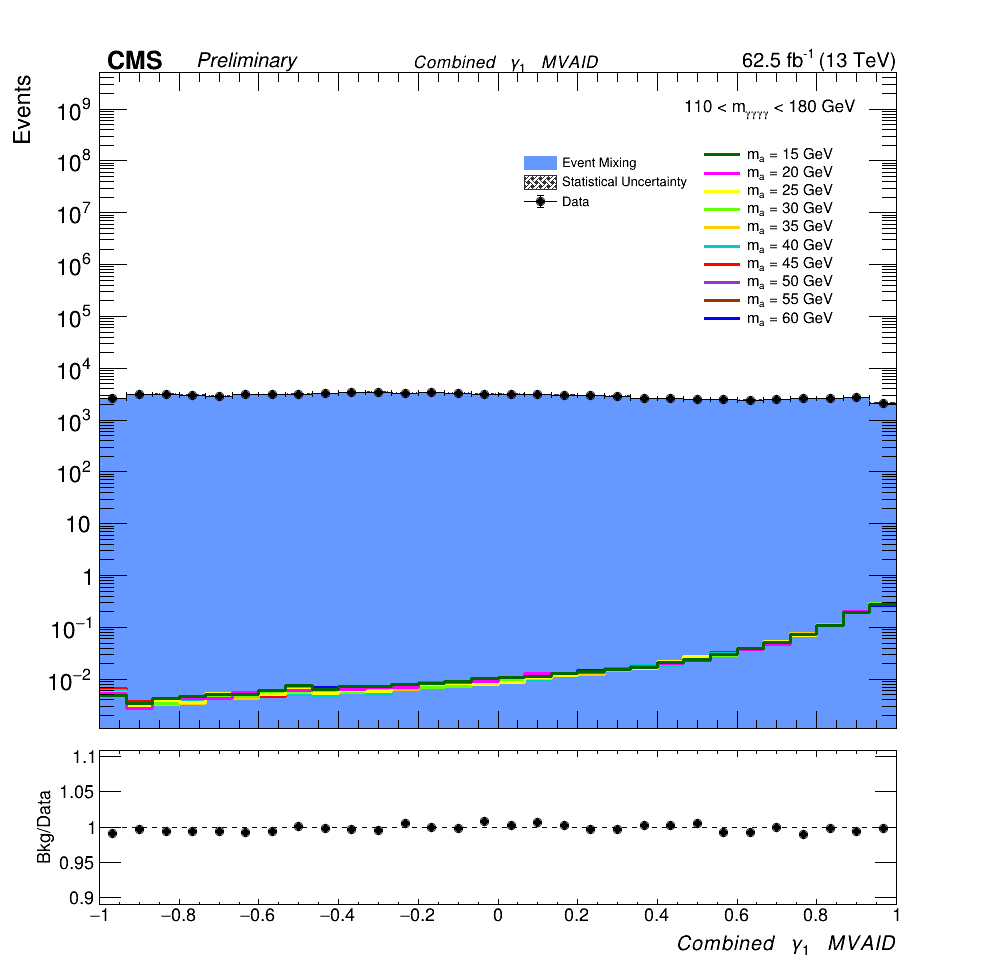 CMS Preliminary Combined γ1 MVAID 62.5 fb-1 (13 TeV)
Events
110 < mγγγγ < 180 GeV
Event Mixing
Statistical Uncertainty
Data
ma = 15 GeV
ma = 20 GeV
ma = 25 GeV
ma = 30 GeV
ma = 35 GeV
ma = 40 GeV
ma = 45 GeV
ma = 50 GeV
ma = 55 GeV
ma = 60 GeV
10^9
10^8
10^7
10^6
10^5
10^4
10^3
10^2
10
1
10^−1
10^−2
Bkg/Data
1.1
1.05
1
0.95
0.9
−1 −0.8 −0.6 −0.4 −0.2 0 0.2 0.4 0.6 0.8 1
Combined γ1 MVAID